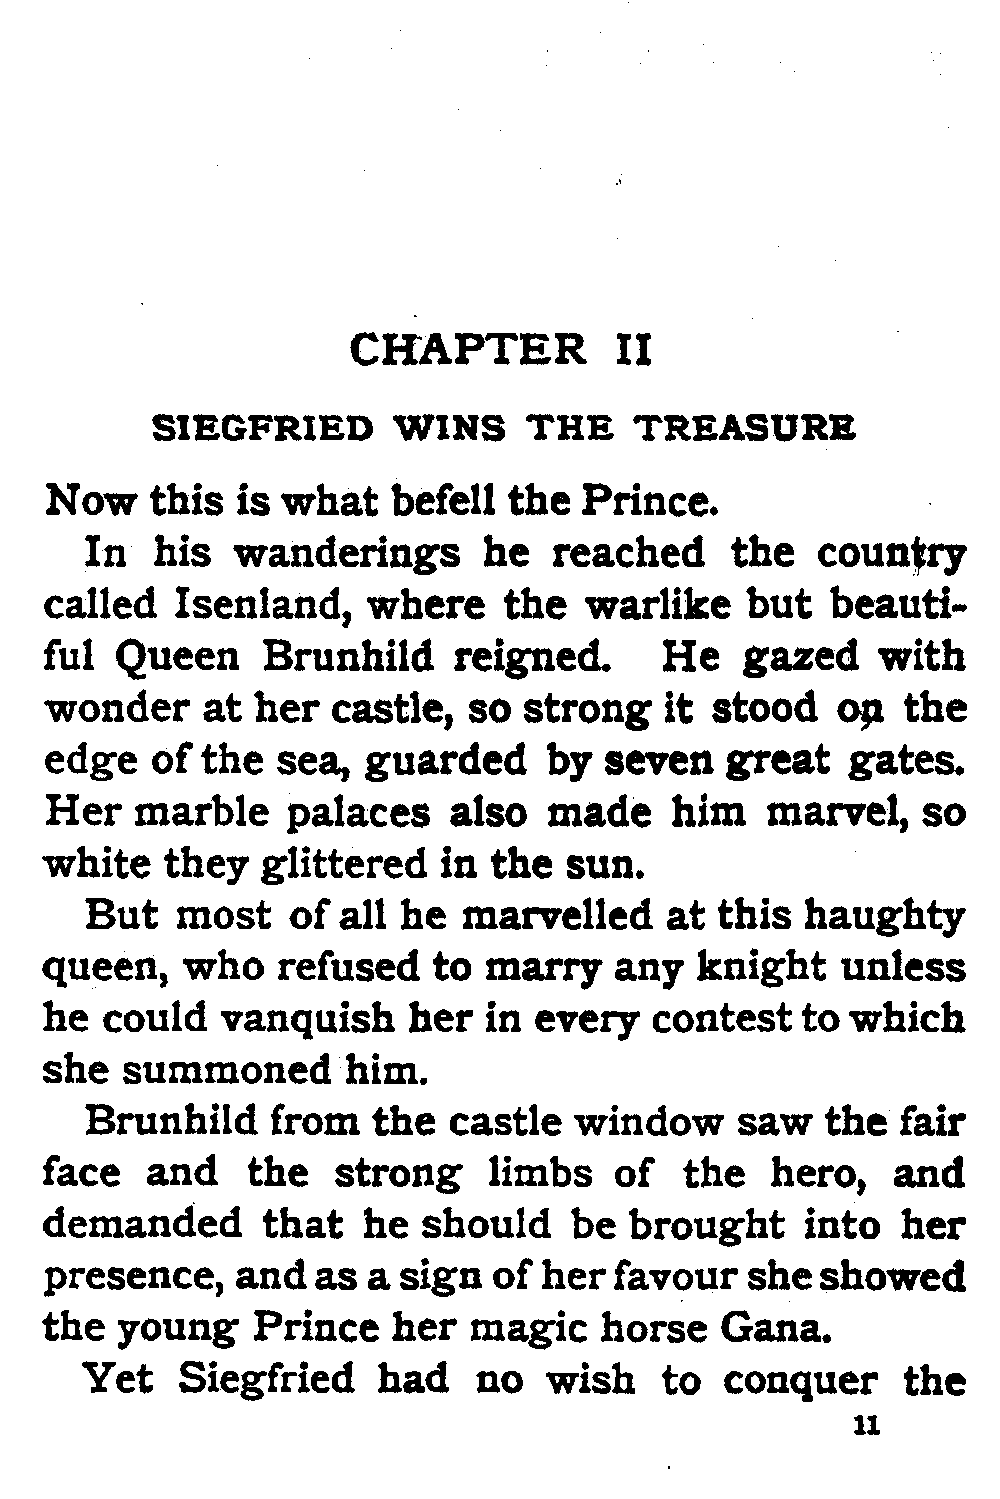 CHAPTER II
SIEGFRIED WINS THE TREASURE
Now this is what befell the Prince.
In his wanderings he reached the country
called Isenland, where the warlike but beauti-
ful Queen Brunhild reigned. He gazed with
wonder at her castle, so strong it stood on the
edge of the sea, guarded by seven great gates.
Her marble palaces also made him marvel, so
white they glittered in the sun.
But most of all he marvelled at this haughty
queen, who refused to marry any knight unless
he could vanquish her in every contest to which
she summoned him.
Brunhild from the castle window saw the fair
face and the strong limbs of the hero, and
demanded that he should be brought into her
presence, and as a sign of her favour she showed
the young Prince her magic horse Gana.
Yet Siegfried had no wish to conquer the
11